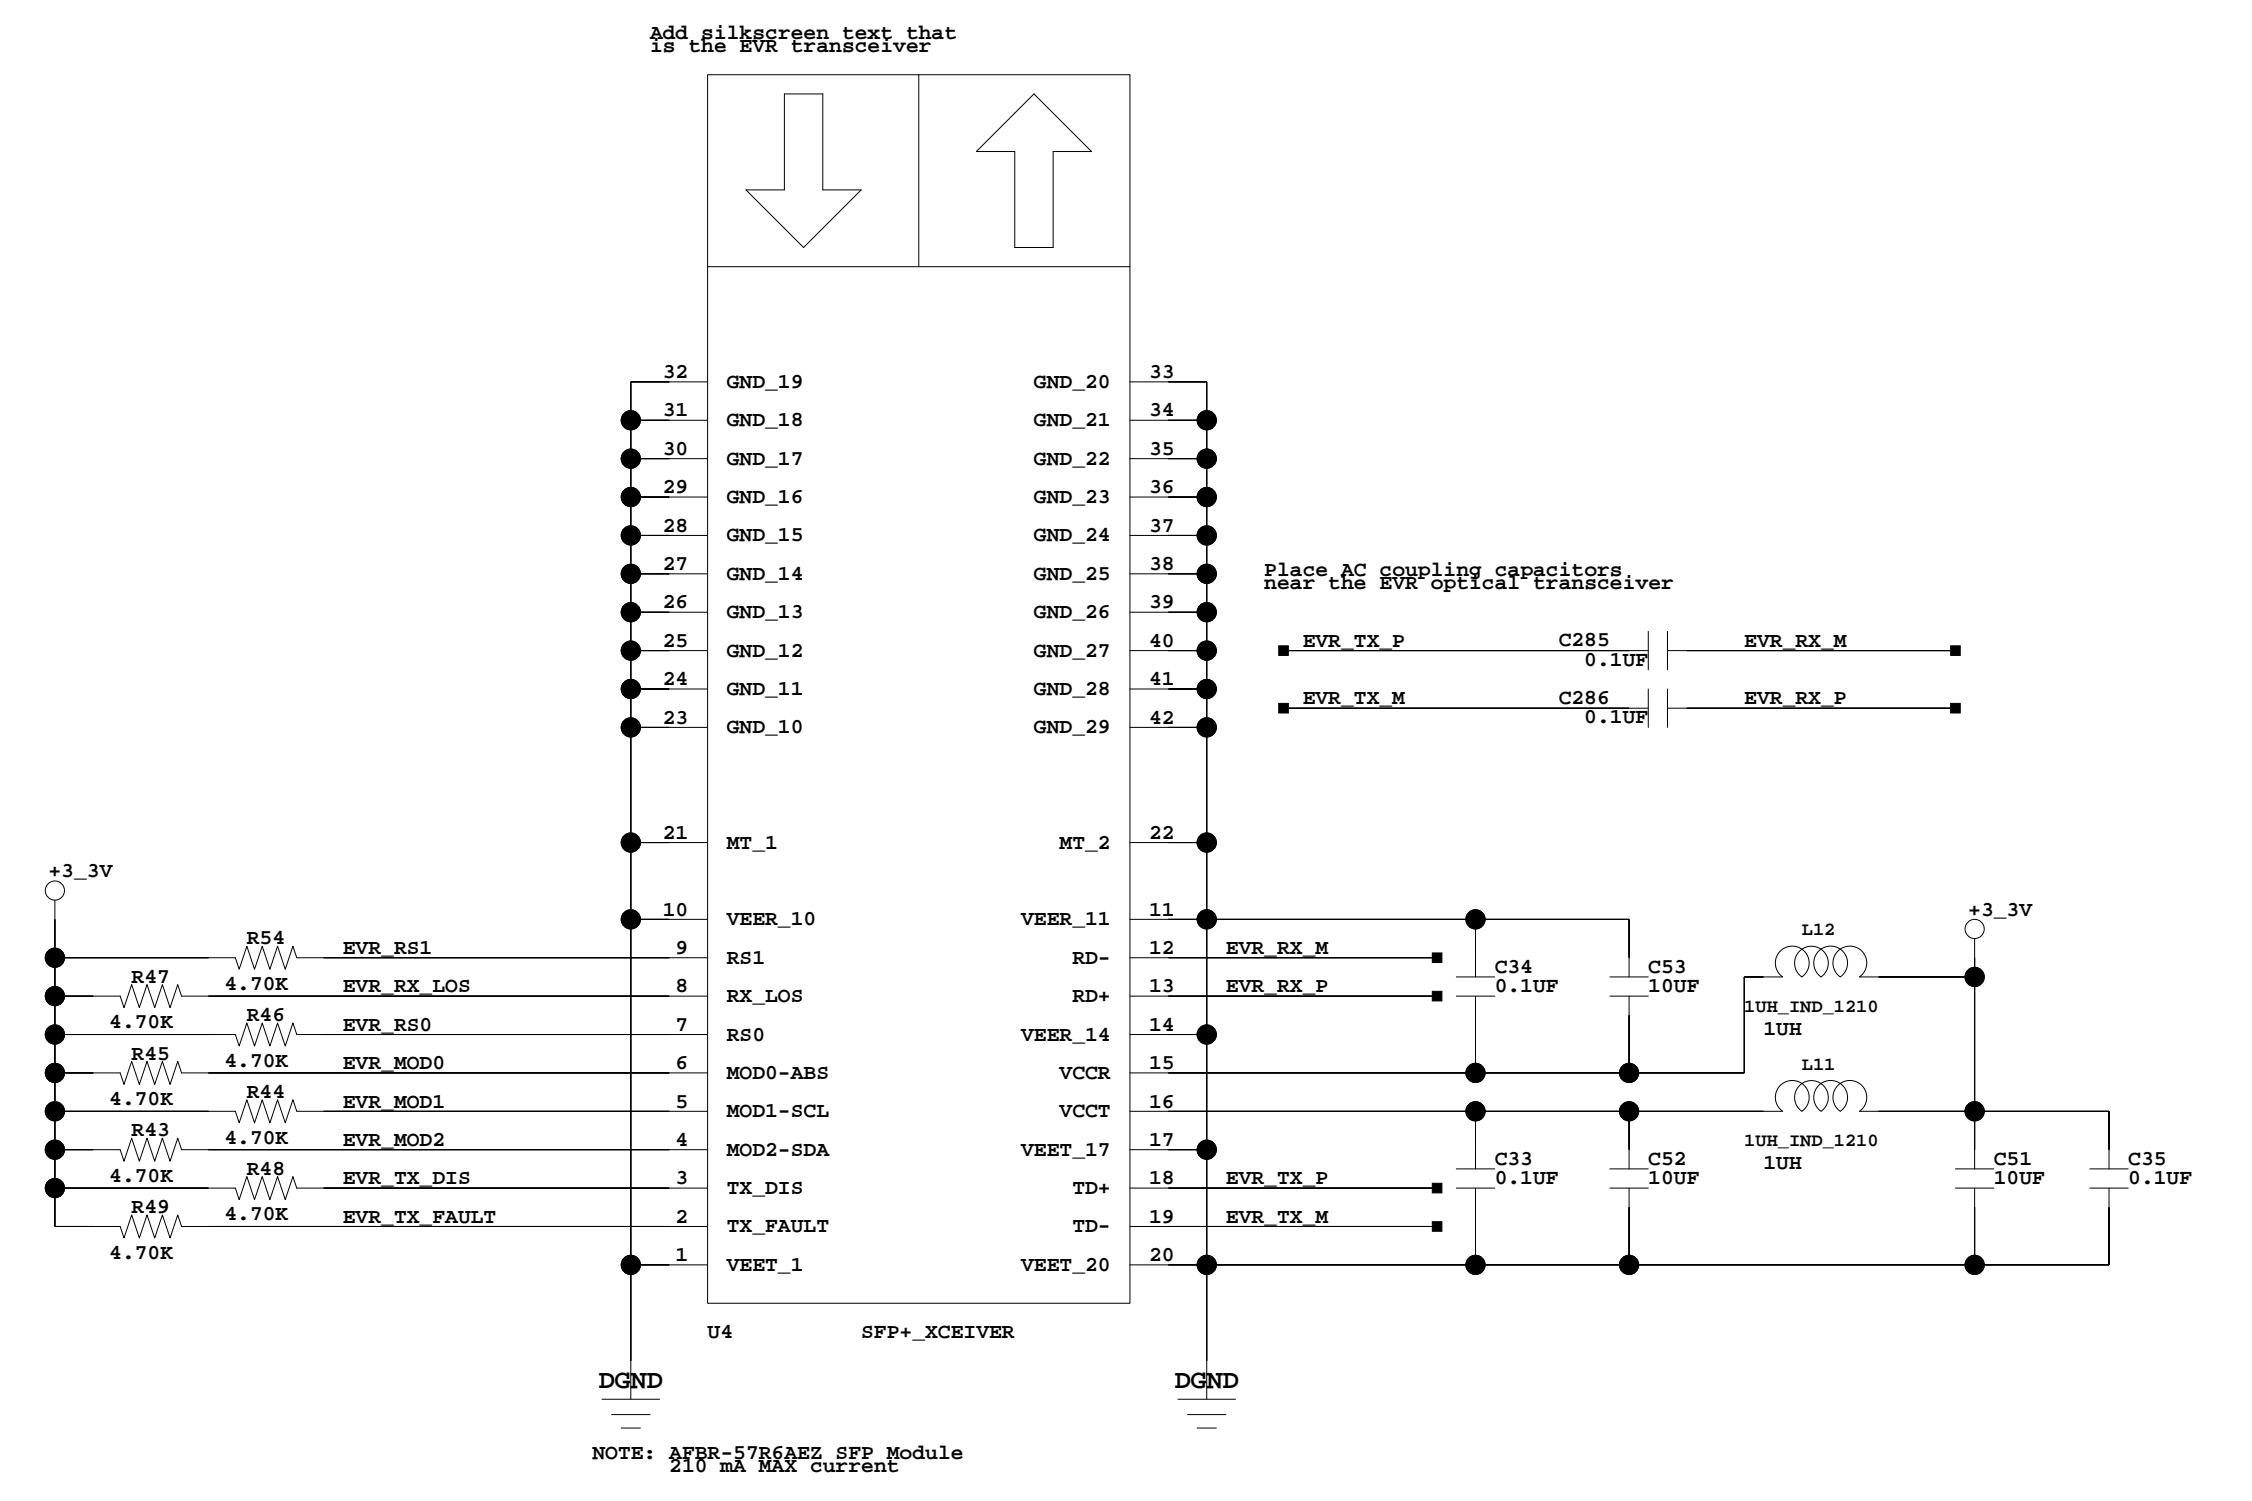 Add silkscreen text that
is the EVR transceiver
32 GND_19 GND_20 33
31 GND_18 GND_21 34
30 GND_17 GND_22 35
29 GND_16 GND_23 36
28 GND_15 GND_24 37
27 GND_14 GND_25 38
26 GND_13 GND_26 39
25 GND_12 GND_27 40
24 GND_11 GND_28 41
23 GND_10 GND_29 42
Place AC coupling capacitors
near the EVR optical transceiver
EVR_TX_P C285 EVR_RX_M
0.1UF
EVR_TX_M C286 EVR_RX_P
0.1UF
21 MT_1 MT_2 22
+3_3V
10 VEER_10 VEER_11 11
R54 EVR_RS1 9 RS1 RD- 12 EVR_RX_M
4.70K
R47 EVR_RX_LOS 8 RX_LOS RD+ 13 EVR_RX_P
4.70K
R46 EVR_RS0 7 RS0 VEER_14 14
4.70K
R45 EVR_MOD0 6 MOD0-ABS VCCR 15
4.70K
R44 EVR_MOD1 5 MOD1-SCL VCCT 16
4.70K
R43 EVR_MOD2 4 MOD2-SDA VEET_17 17
4.70K
R48 EVR_TX_DIS 3 TX_DIS TD+ 18 EVR_TX_P
4.70K
R49 EVR_TX_FAULT 2 TX_FAULT TD- 19 EVR_TX_M
4.70K
1 VEET_1 VEET_20 20
+3_3V
L12
1UH_IND_1210
1UH
C34
0.1UF
C53
10UF
L11
1UH_IND_1210
1UH
C33
0.1UF
C52
10UF
C51
10UF
C35
0.1UF
U4 SFP+_XCEIVER
DGND DGND
NOTE: AFBR-57R6AEZ SFP Module
210 mA MAX current